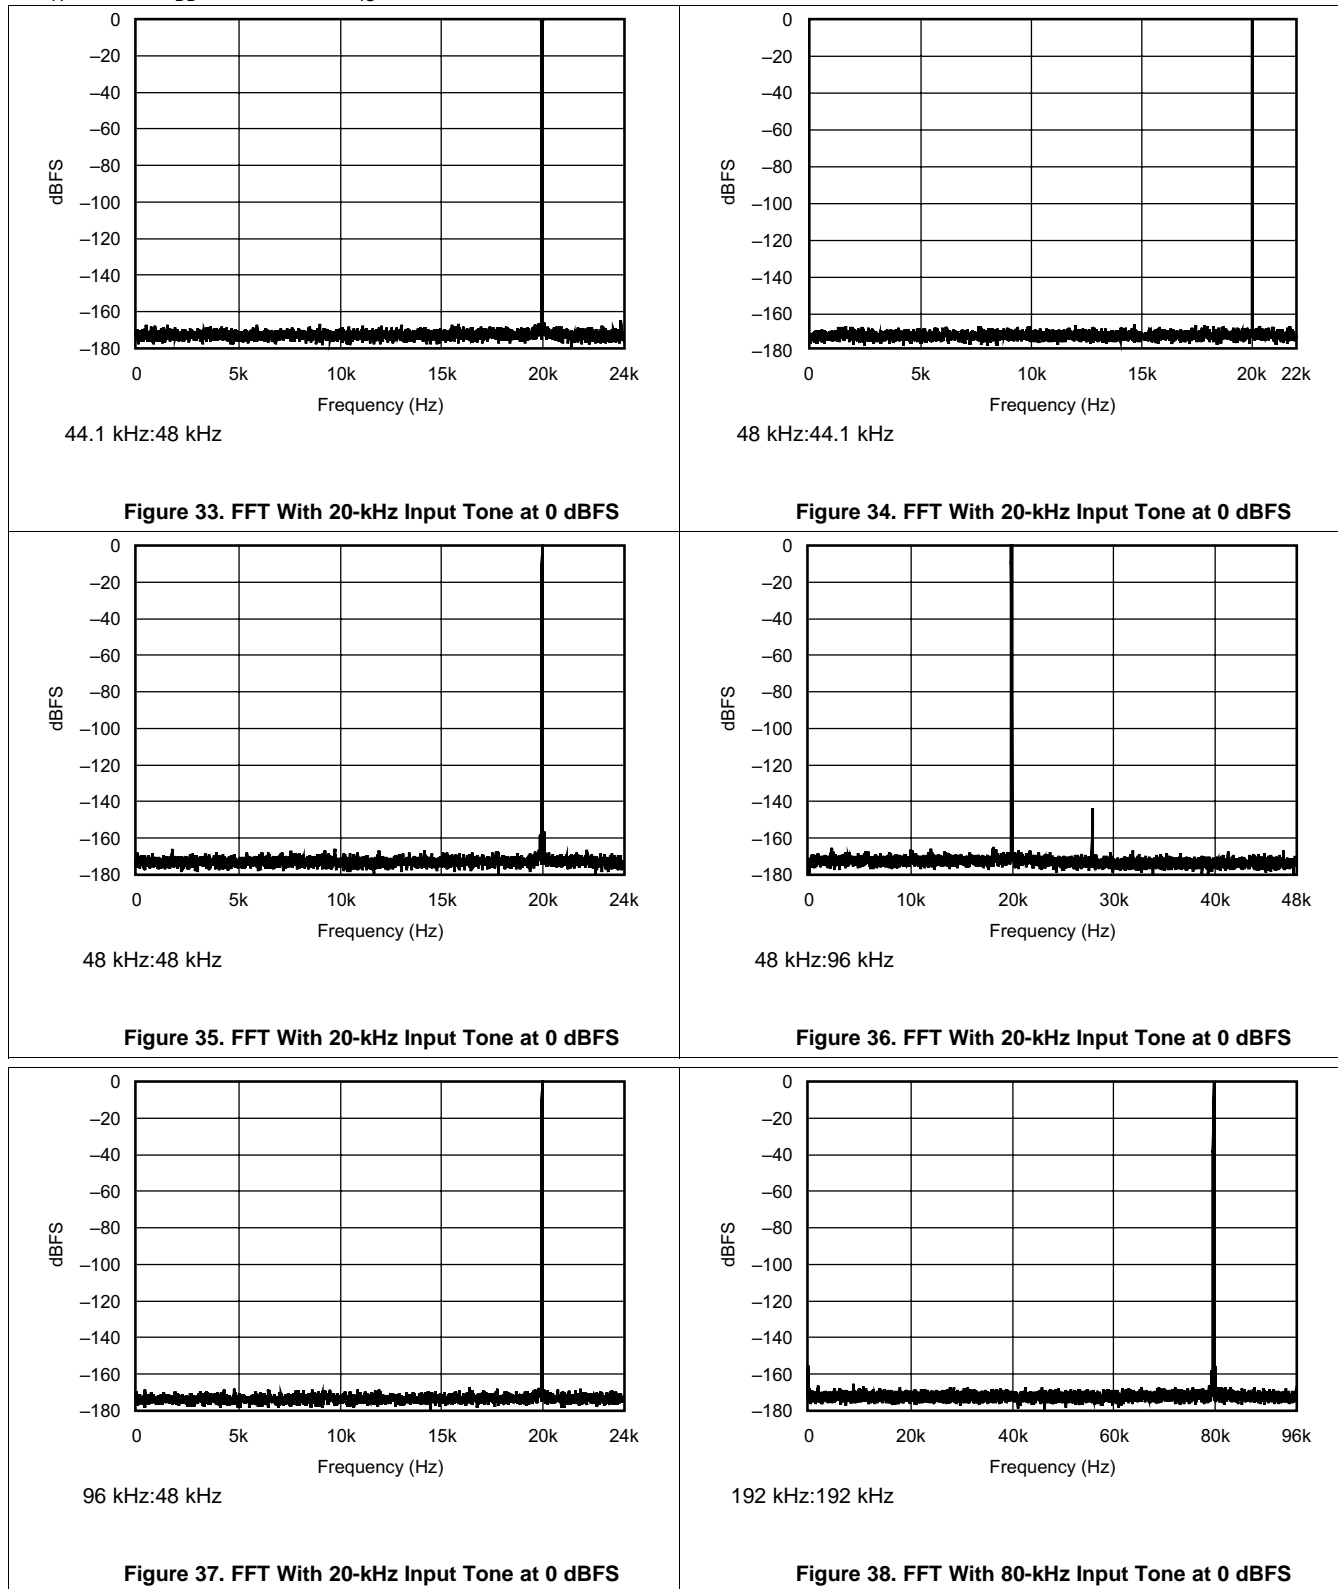 0
–20
–40
–60
–80
–100
–120
–140
–160
–180
dBFS
0 5k 10k 15k 20k 24k
Frequency (Hz)
44.1 kHz:48 kHz
Figure 33. FFT With 20-kHz Input Tone at 0 dBFS
0
–20
–40
–60
–80
–100
–120
–140
–160
–180
dBFS
0 5k 10k 15k 20k 22k
Frequency (Hz)
48 kHz:44.1 kHz
Figure 34. FFT With 20-kHz Input Tone at 0 dBFS
0
–20
–40
–60
–80
–100
–120
–140
–160
–180
dBFS
0 5k 10k 15k 20k 24k
Frequency (Hz)
48 kHz:48 kHz
Figure 35. FFT With 20-kHz Input Tone at 0 dBFS
0
–20
–40
–60
–80
–100
–120
–140
–160
–180
dBFS
0 10k 20k 30k 40k 48k
Frequency (Hz)
48 kHz:96 kHz
Figure 36. FFT With 20-kHz Input Tone at 0 dBFS
0
–20
–40
–60
–80
–100
–120
–140
–160
–180
dBFS
0 5k 10k 15k 20k 24k
Frequency (Hz)
96 kHz:48 kHz
Figure 37. FFT With 20-kHz Input Tone at 0 dBFS
0
–20
–40
–60
–80
–100
–120
–140
–160
–180
dBFS
0 20k 40k 60k 80k 96k
Frequency (Hz)
192 kHz:192 kHz
Figure 38. FFT With 80-kHz Input Tone at 0 dBFS